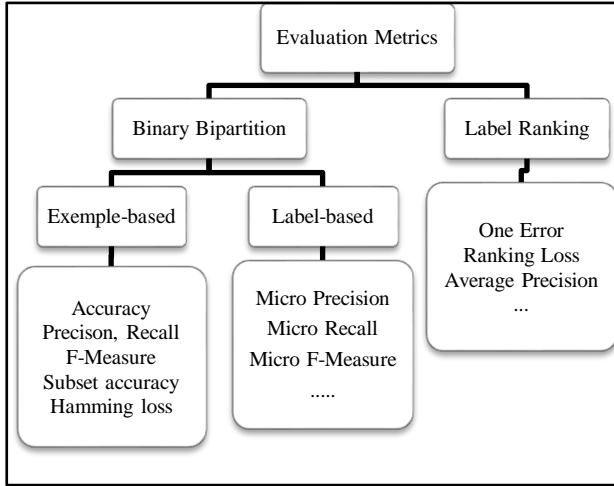 Evaluation Metrics
Binary Bipartition
Label Ranking
Exemple-based
Label-based
One Error
Ranking Loss
Average Precision
...
Accuracy
Precison, Recall
F-Measure
Subset accuracy
Hamming loss
Micro Precision
Micro Recall
Micro F-Measure
.....